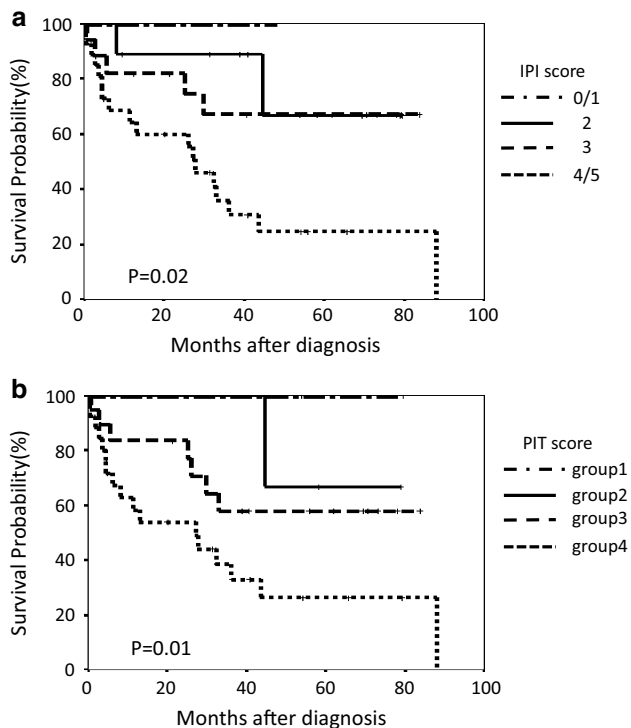 a
Survival Probability(%)
100
80
60
40
20
0
0 20 40 60 80 100
Months after diagnosis
P=0.02
IPI score
0/1
2
3
4/5
b
Survival Probability(%)
100
80
60
40
20
0
0 20 40 60 80 100
Months after diagnosis
P=0.01
PIT score
group1
group2
group3
group4